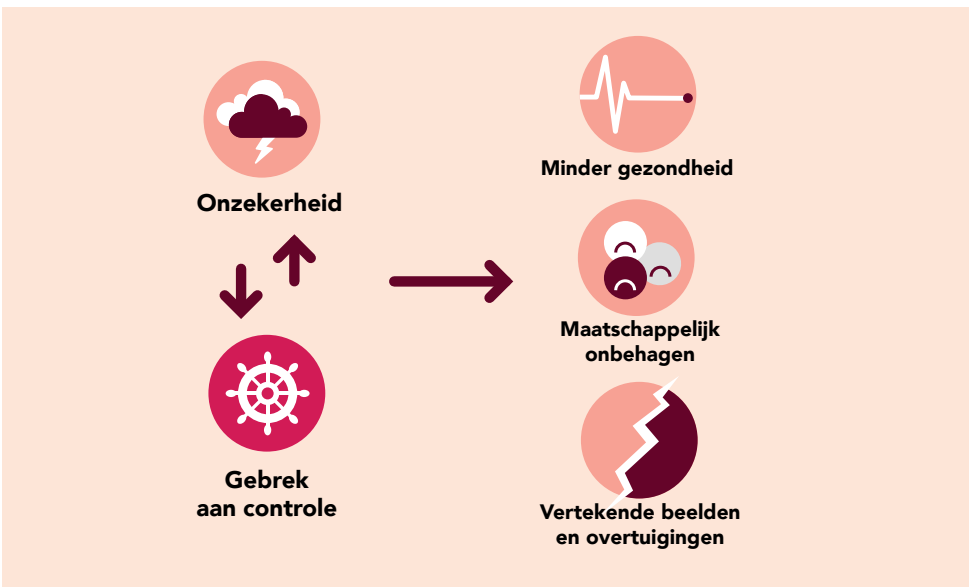 Onzekerheid
Gebrek
aan controle
Minder gezondheid
Maatschappelijk
onbehagen
Vertekende beelden
en overtuigingen